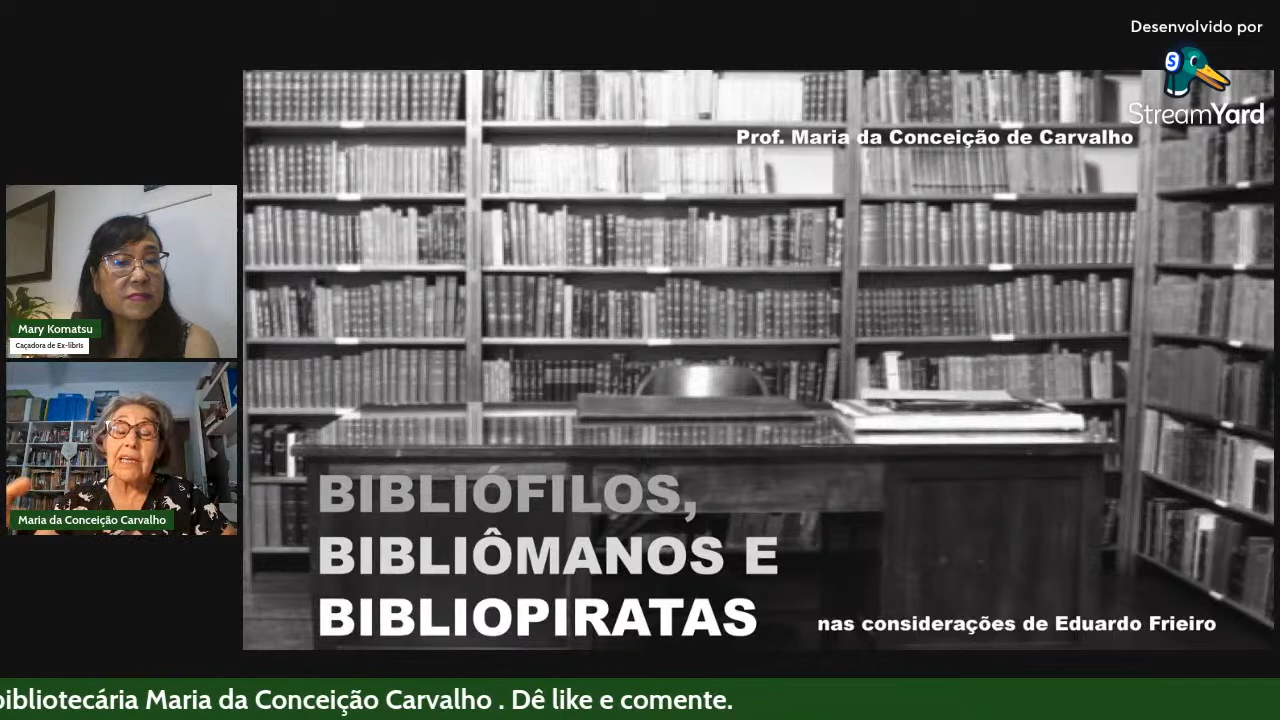 Desenvolvido por
StreamYard
Prof. Maria da Conceição de Carvalho
Mary Komatsu
Caçadora de Ex-libris
Maria da Conceição Carvalho
BIBLIÓFILOS,
BIBLIÔMANOS E
BIBLIOPIRATAS
nas considerações de Eduardo Frieiro
bibliotecária Maria da Conceição Carvalho . Dê like e comente.